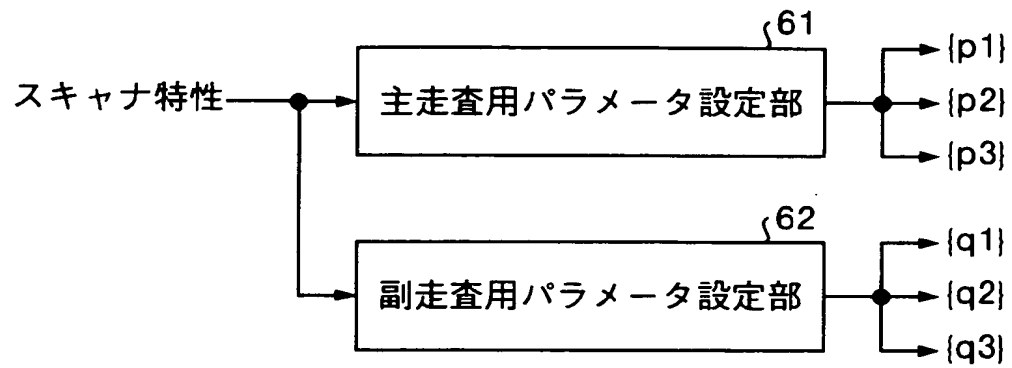 61
スキャナ特性
主走査用パラメータ設定部
{p1}
{p2}
{p3}
62
副走査用パラメータ設定部
{q1}
{q2}
{q3}